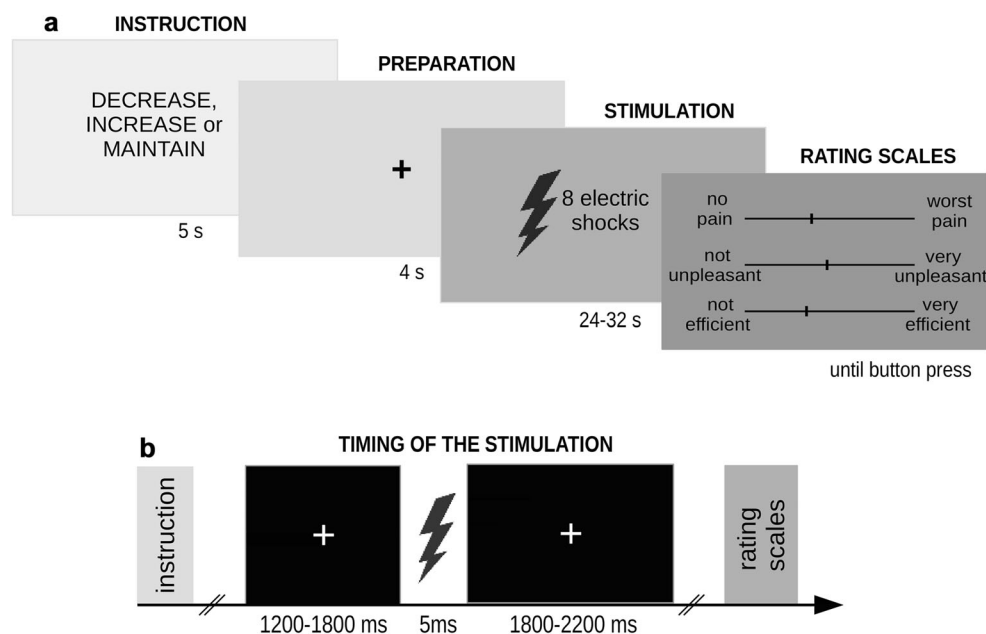 a
INSTRUCTION
DECREASE,
INCREASE or
MAINTAIN
5 s
PREPARATION
+
4 s
STIMULATION
8 electric
shocks
24-32 s
RATING SCALES
no
pain
worst
pain
not
unpleasant
very
unpleasant
not
efficient
very
efficient
until button press
b
TIMING OF THE STIMULATION
instruction
+
+
rating
scales
1200-1800 ms
5ms
1800-2200 ms